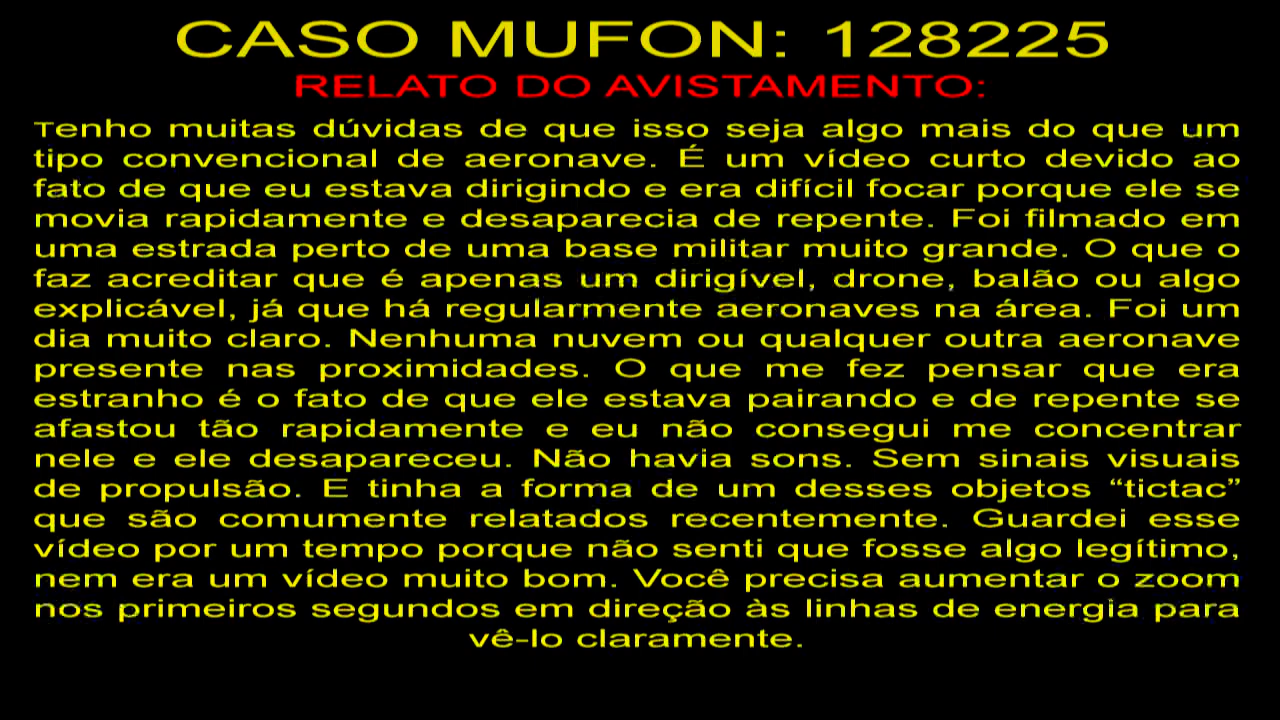 CASO MUFON: 128225
RELATO DO AVISTAMENTO:
Tenho muitas dúvidas de que isso seja algo mais do que um
tipo convencional de aeronave. É um vídeo curto devido ao
fato de que eu estava dirigindo e era difícil focar porque ele se
movia rapidamente e desaparecia de repente. Foi filmado em
uma estrada perto de uma base militar muito grande. O que o
faz acreditar que é apenas um dirigível, drone, balão ou algo
explicável, já que há regularmente aeronaves na área. Foi um
dia muito claro. Nenhuma nuvem ou qualquer outra aeronave
presente nas proximidades. O que me fez pensar que era
estranho é o fato de que ele estava pairando e de repente se
afastou tão rapidamente e eu não consegui me concentrar
nele e ele desapareceu. Não havia sons. Sem sinais visuais
de propulsão. E tinha a forma de um desses objetos “tictac”
que são comumente relatados recentemente. Guardei esse
vídeo por um tempo porque não senti que fosse algo legítimo,
nem era um vídeo muito bom. Você precisa aumentar o zoom
nos primeiros segundos em direção às linhas de energia para
vê-lo claramente.